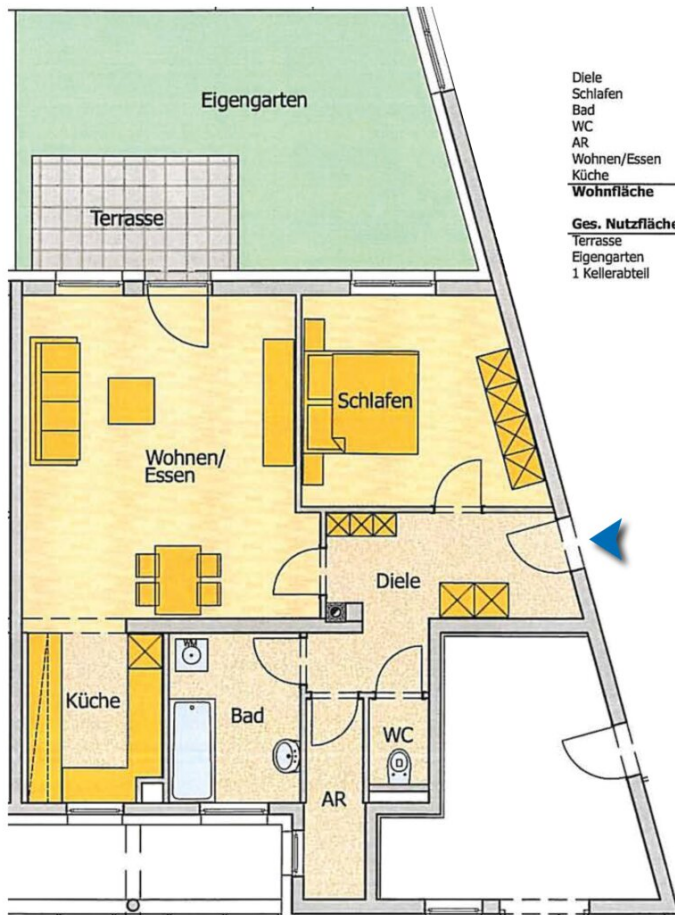 Eigengarten
Terrasse
Diele
Schlafen
Bad
WC
AR
Wohnen/Essen
Küche
Wohnfläche
Ges. Nutzfläche
Terrasse
Eigengarten
1 Kellerabteil
Schlafen
Wohnen/
Essen
Diele
Küche
Bad
WC
AR